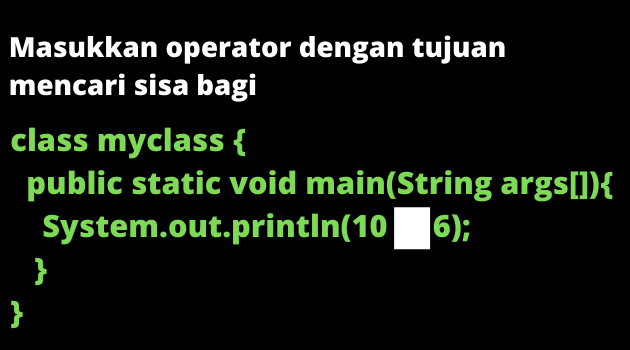 Masukkan operator dengan tujuan
mencari sisa bagi
class myclass {
public static void main(String args[]){
System.out.println(10 6);
}
}